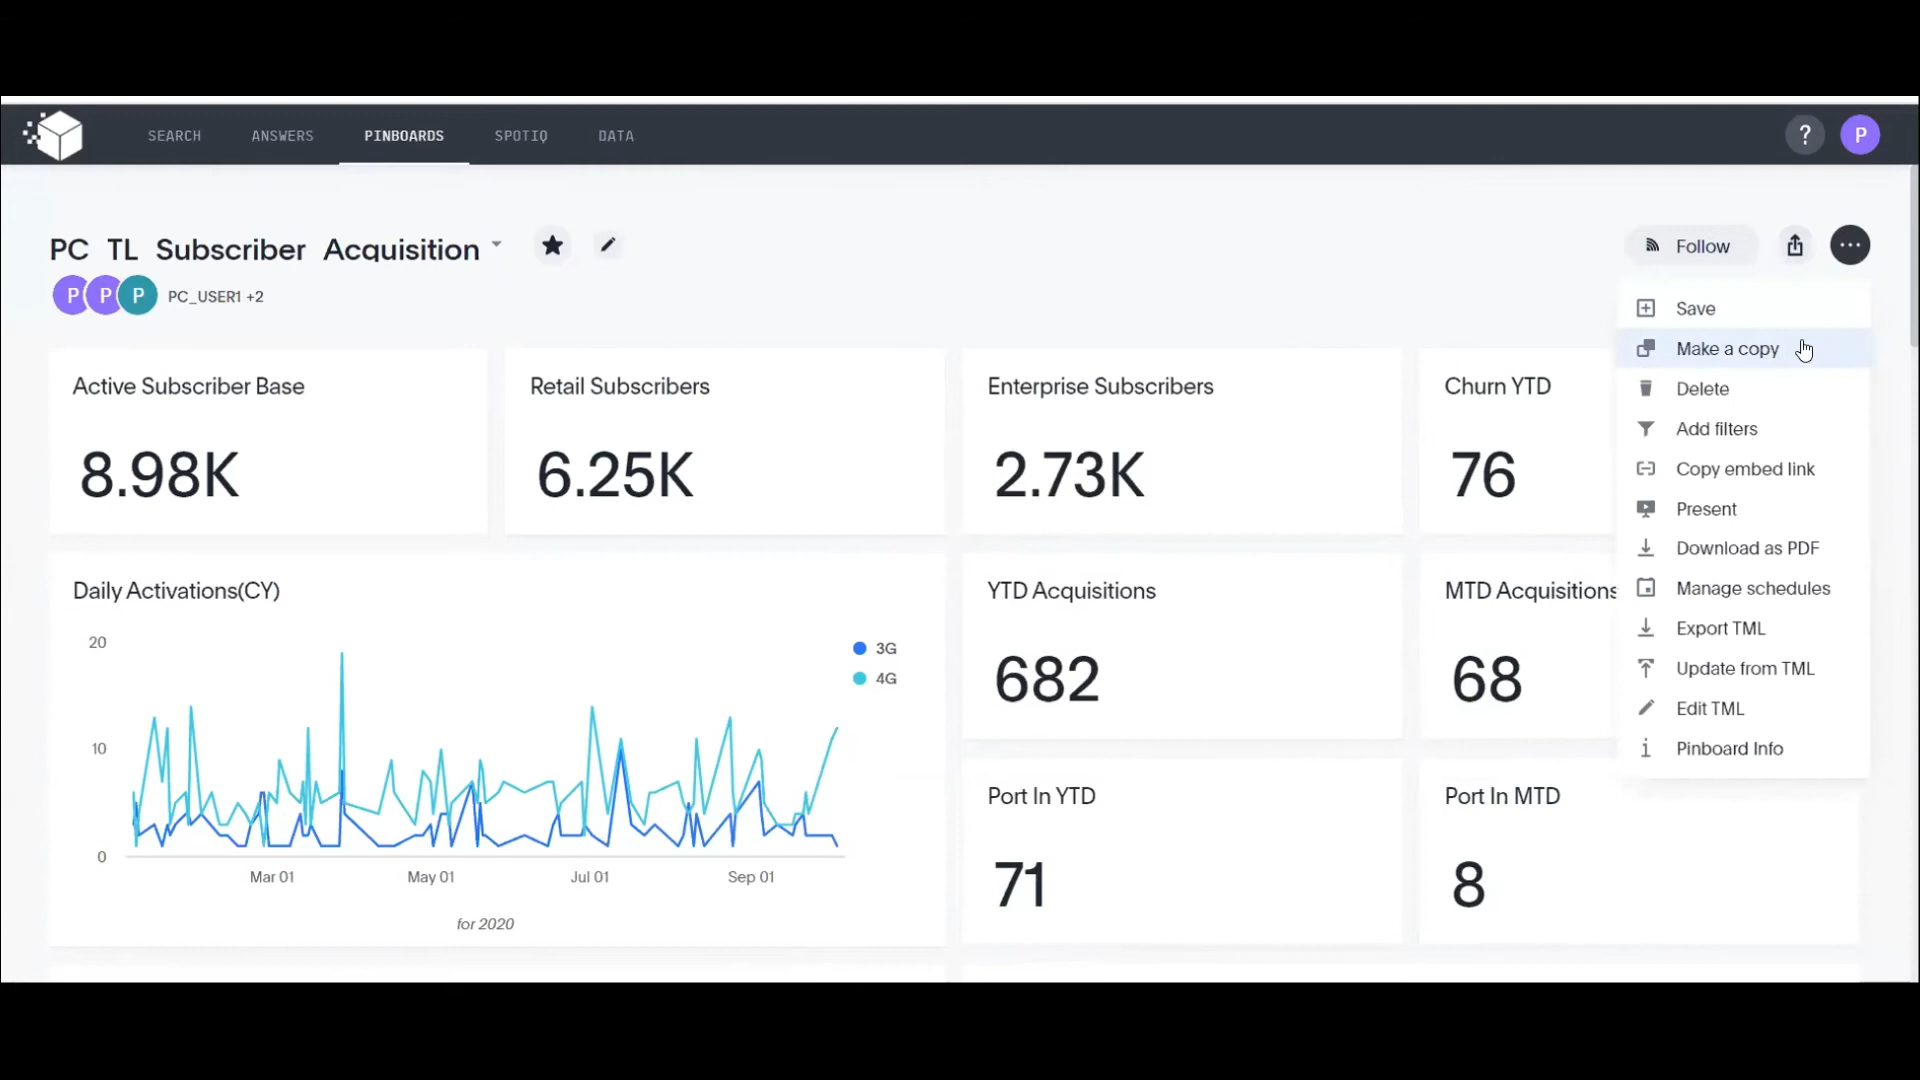 SEARCH ANSWERS PINBOARDS SPOTIQ DATA ? P
PC TL Subscriber Acquisition
Follow
P P P PC_USER1 +2
Save
Make a copy
Delete
Add filters
Copy embed link
Present
Download as PDF
Manage schedules
Export TML
Update from TML
Edit TML
Pinboard Info
Active Subscriber Base
8.98K
Retail Subscribers
6.25K
Enterprise Subscribers
2.73K
Churn YTD
76
Daily Activations(CY)
20
10
0
3G
4G
Mar 01 May 01 Jul 01 Sep 01
for 2020
YTD Acquisitions
682
MTD Acquisitions
68
Port In YTD
71
Port In MTD
8